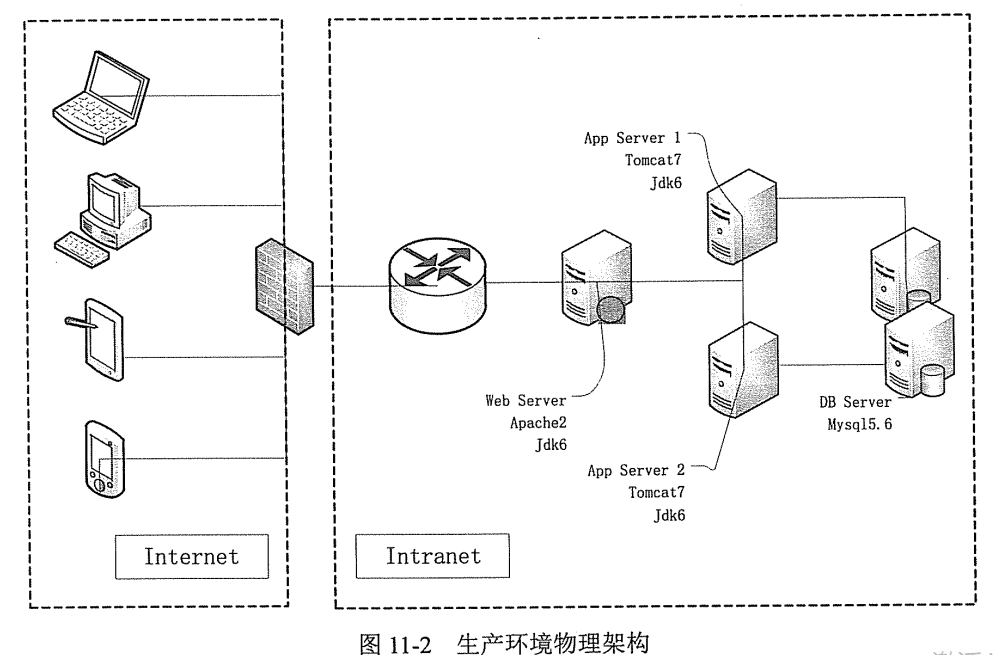 App Server 1
Tomcat7
Jdk6
Web Server
Apache2
Jdk6
DB Server
Mysql5.6
App Server 2
Tomcat7
Jdk6
Internet
Intranet
图 11-2 生产环境物理架构